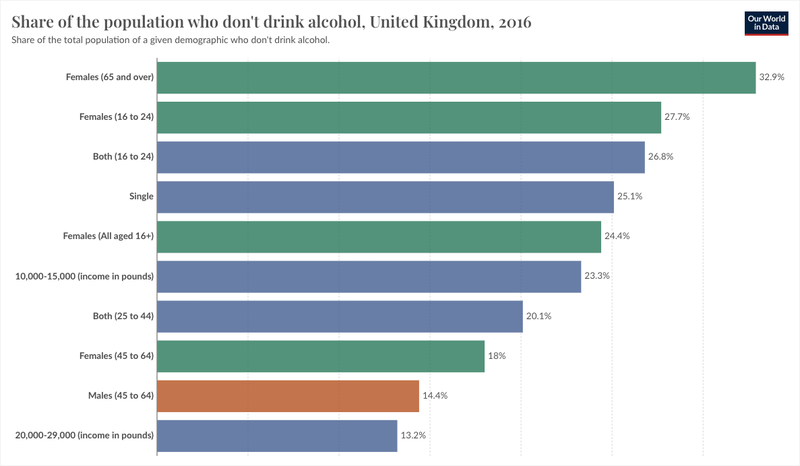 Share of the population who don't drink alcohol, United Kingdom, 2016
Share of the total population of a given demographic who don't drink alcohol.
Our World
in Data
Females (65 and over) 32.9%
Females (16 to 24) 27.7%
Both (16 to 24) 26.8%
Single 25.1%
Females (All aged 16+) 24.4%
10,000-15,000 (income in pounds) 23.3%
Both (25 to 44) 20.1%
Females (45 to 64) 18%
Males (45 to 64) 14.4%
20,000-29,000 (income in pounds) 13.2%